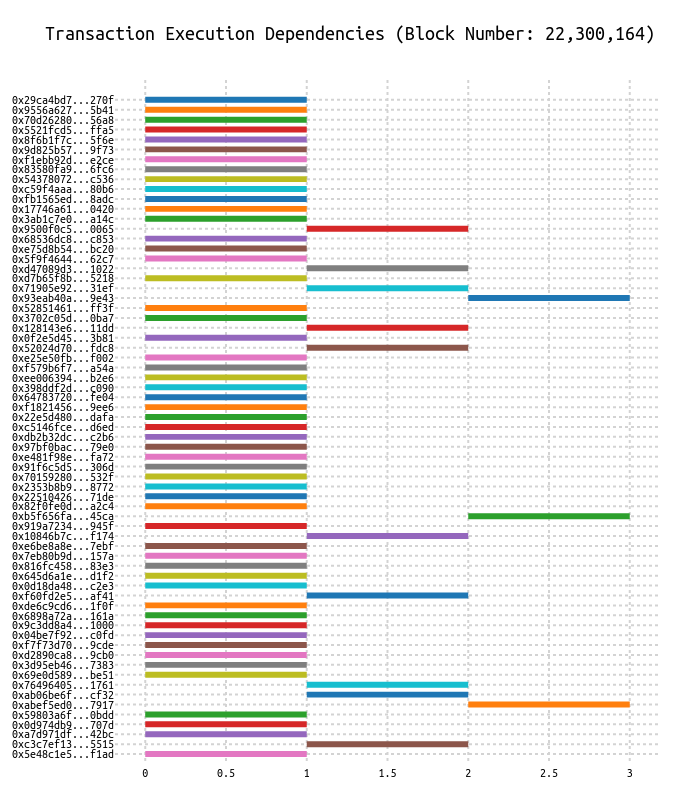 Transaction Execution Dependencies (Block Number: 22,300,164)
0x29ca4bd7...270f
0x9556a627...5b41
0x70d26280...56a8
0x5521fcd5...ffa5
0x8f6b1f7c...5f6e
0x9d825b57...9f73
0xf1ebb92d...e2ce
0x83580fa9...6fc6
0x54378072...c536
0xc59f4aaa...80b6
0xfb1565ed...8adc
0x17746a61...0420
0x3ab1c7e0...a14c
0x9500f0c5...0065
0x68536dc8...c853
0xe75d8b54...bc20
0x5f9f4644...62c7
0xd47089d3...1022
0xd7b65f8b...5218
0x71905e92...31ef
0x93eab40a...9e43
0x52851461...ff3f
0x3702c05d...0ba7
0x128143e6...11dd
0x0f2e5d45...3b81
0x52024d70...fdc8
0xe25e50fb...f002
0xf579b6f7...a54a
0xee006394...b2e6
0x398ddf2d...c090
0x64783720...fe04
0xf1821456...9ee6
0x22e5d480...dafa
0xc5146fce...d6ed
0xdb2b32dc...c2b6
0x97bf0bac...79e0
0xe481f98e...fa72
0x91f6c5d5...306d
0x70159280...532f
0x2353b8b9...8772
0x22510426...71de
0x82f0fe0d...a2c4
0xb5f656fa...45ca
0x919a7234...945f
0x10846b7c...f174
0xe6be8a8e...7ebf
0x7eb80b9d...157a
0x816fc458...83e3
0x645d6a1e...d1f2
0x0d18da48...c2e3
0xf60fd2e5...af41
0xde6c9cd6...1f0f
0x6898a72a...161a
0x9c3dd8a4...1000
0x04be7f92...c0fd
0xf7f73d70...9cde
0xd2890ca8...9cb0
0x3d95eb46...7383
0x69e0d589...be51
0x76496405...1761
0xab06be6f...cf32
0xabef5ed0...7917
0x59803a6f...0bdd
0x0d974db9...707d
0xa7d971df...42bc
0xc3c7ef13...5515
0x5e48c1e5...f1ad
0 0.5 1 1.5 2 2.5 3